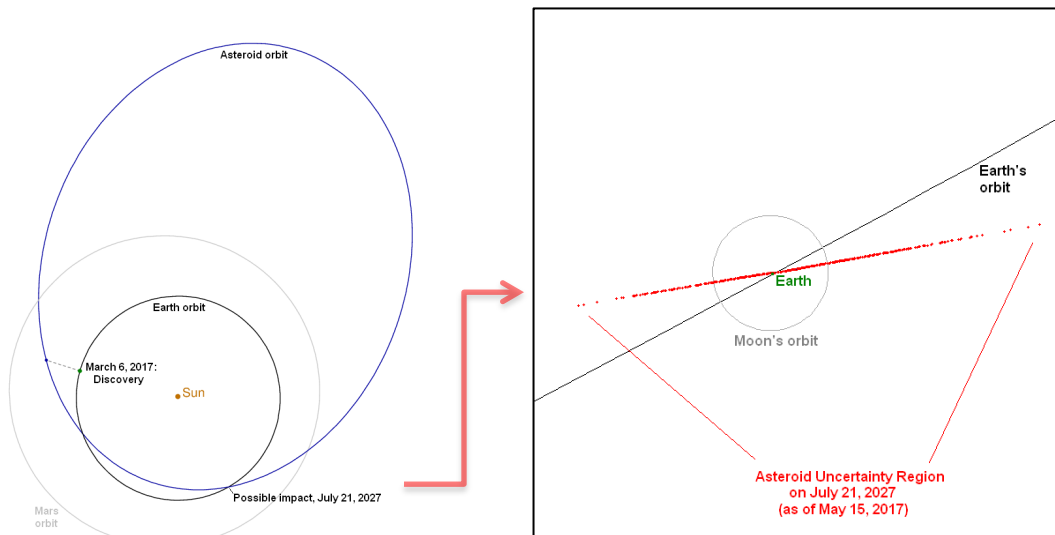 Asteroid orbit
Earth orbit
March 6, 2017:
Discovery
Sun
Possible impact, July 21, 2027
Mars
orbit
Earth's
orbit
Earth
Moon's orbit
Asteroid Uncertainty Region
on July 21, 2027
(as of May 15, 2017)